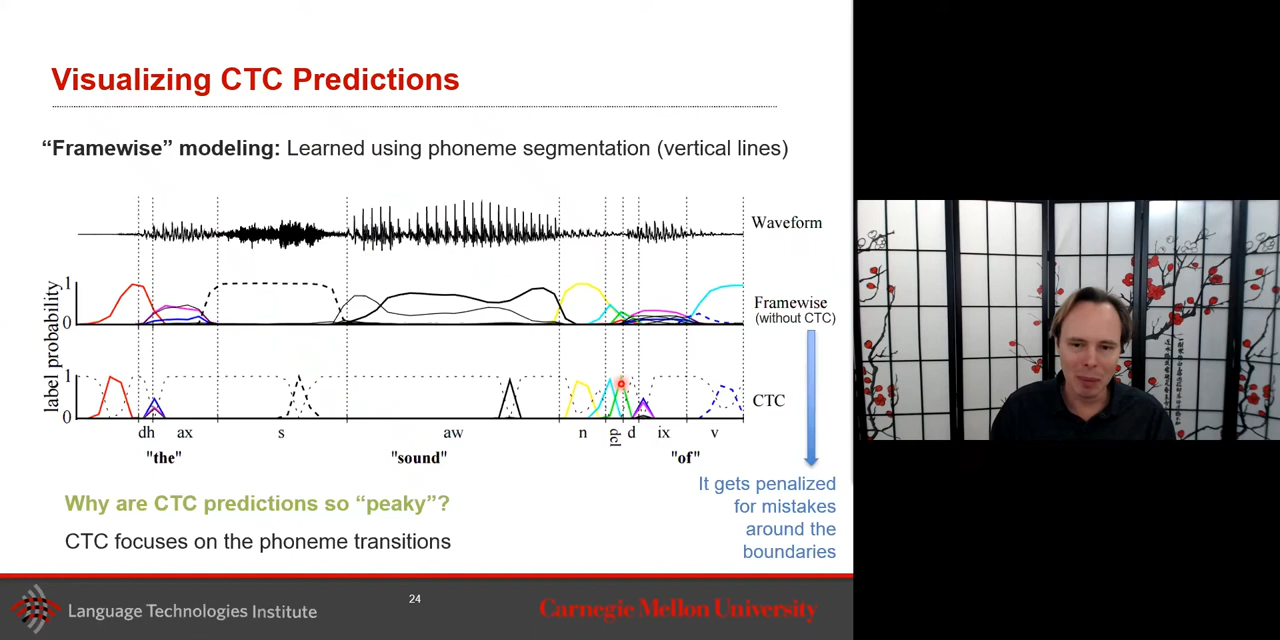 Visualizing CTC Predictions
“Framewise” modeling: Learned using phoneme segmentation (vertical lines)
Waveform
label probability
1
0
Framewise
(without CTC)
label probability
1
0
CTC
dh ax s aw n dcl d ix v
"the" "sound" "of"
It gets penalized
for mistakes
around the
boundaries
Why are CTC predictions so “peaky”?
CTC focuses on the phoneme transitions
Language Technologies Institute
24
Carnegie Mellon University